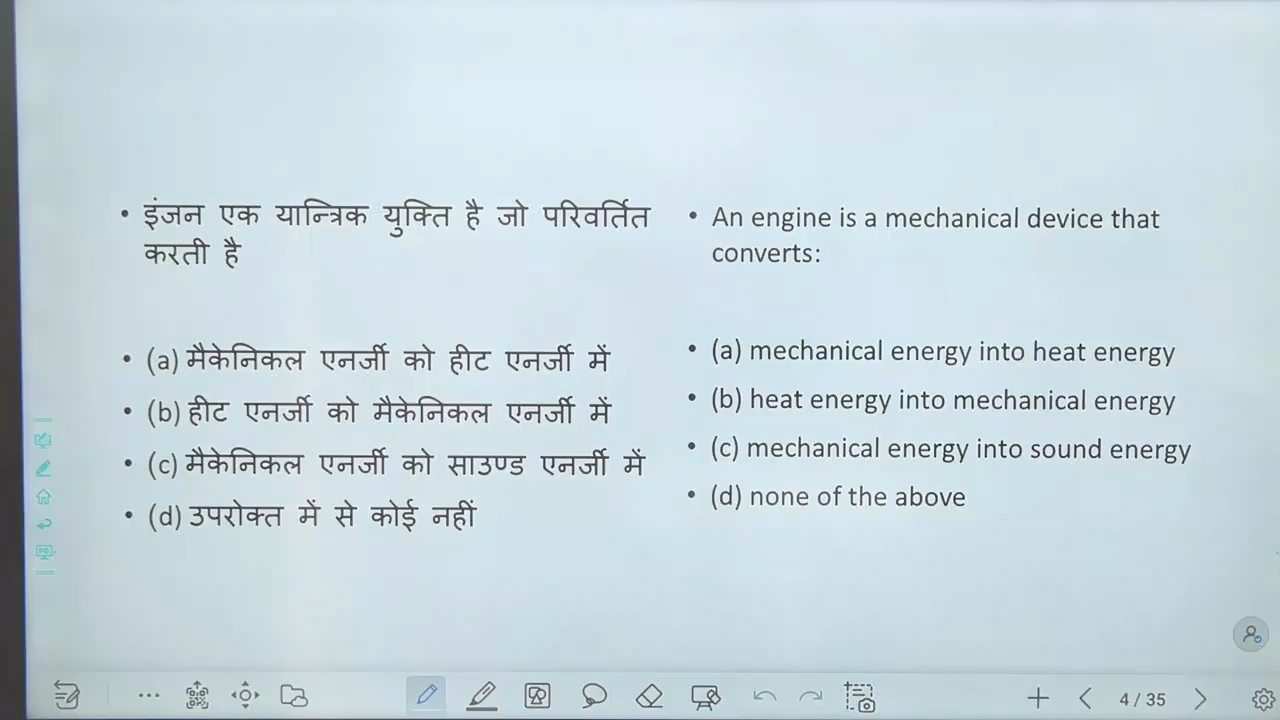 इंजन एक यान्त्रिक युक्ति है जो परिवर्तित
करती है
(a) मैकेनिकल एनर्जी को हीट एनर्जी में
(b) हीट एनर्जी को मैकेनिकल एनर्जी में
(c) मैकेनिकल एनर्जी को साउण्ड एनर्जी में
(d) उपरोक्त में से कोई नहीं
An engine is a mechanical device that
converts:
(a) mechanical energy into heat energy
(b) heat energy into mechanical energy
(c) mechanical energy into sound energy
(d) none of the above
4 / 35